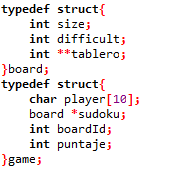 typedef struct{
    int size;
    int difficult;
    int **tablero;
}board;
typedef struct{
    char player[10];
    board *sudoku;
    int boardId;
    int puntaje;
}game;